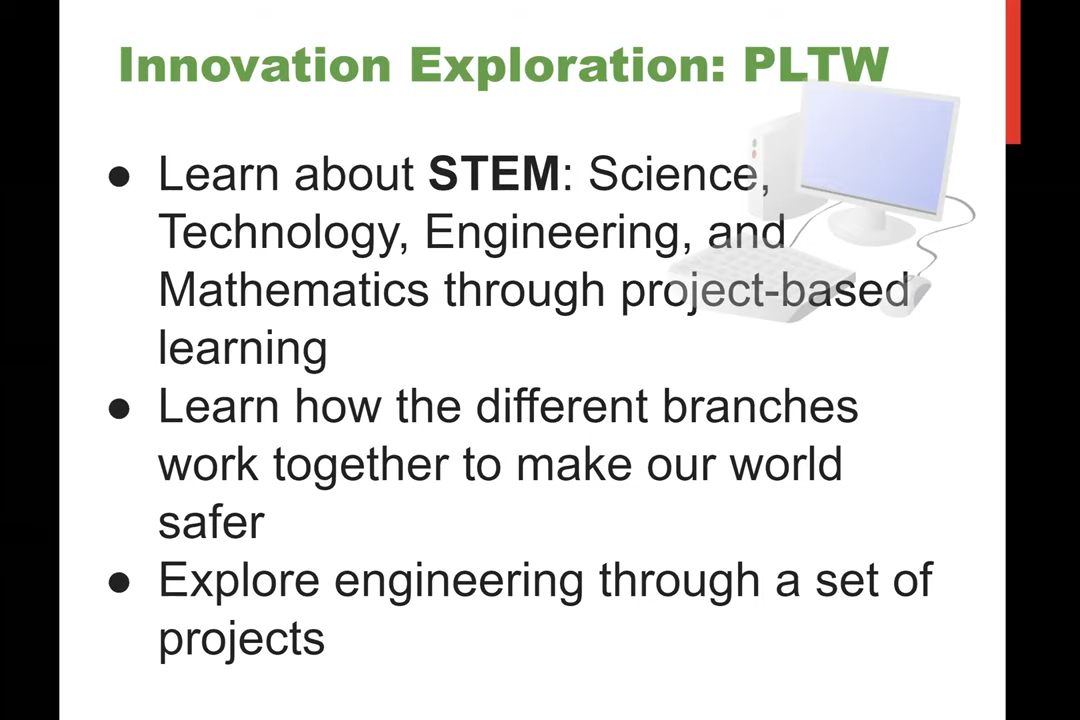 Innovation Exploration: PLTW
● Learn about STEM: Science,
Technology, Engineering, and
Mathematics through project-based
learning
● Learn how the different branches
work together to make our world
safer
● Explore engineering through a set of
projects